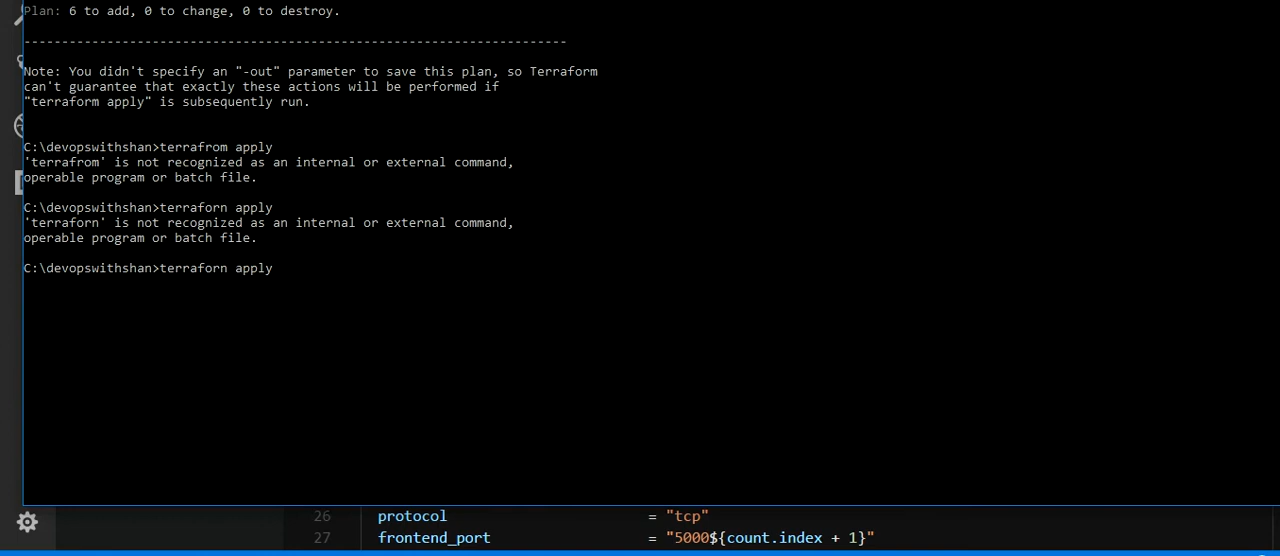 Plan: 6 to add, 0 to change, 0 to destroy.
------------------------------------------------------------------------
Note: You didn't specify an "-out" parameter to save this plan, so Terraform
can't guarantee that exactly these actions will be performed if
"terraform apply" is subsequently run.
C:\devopswithshan>terrafrom apply
'terrafrom' is not recognized as an internal or external command,
operable program or batch file.
C:\devopswithshan>terraforn apply
'terraforn' is not recognized as an internal or external command,
operable program or batch file.
C:\devopswithshan>terraforn apply
26 protocol = "tcp"
27 frontend_port = "5000${count.index + 1}"